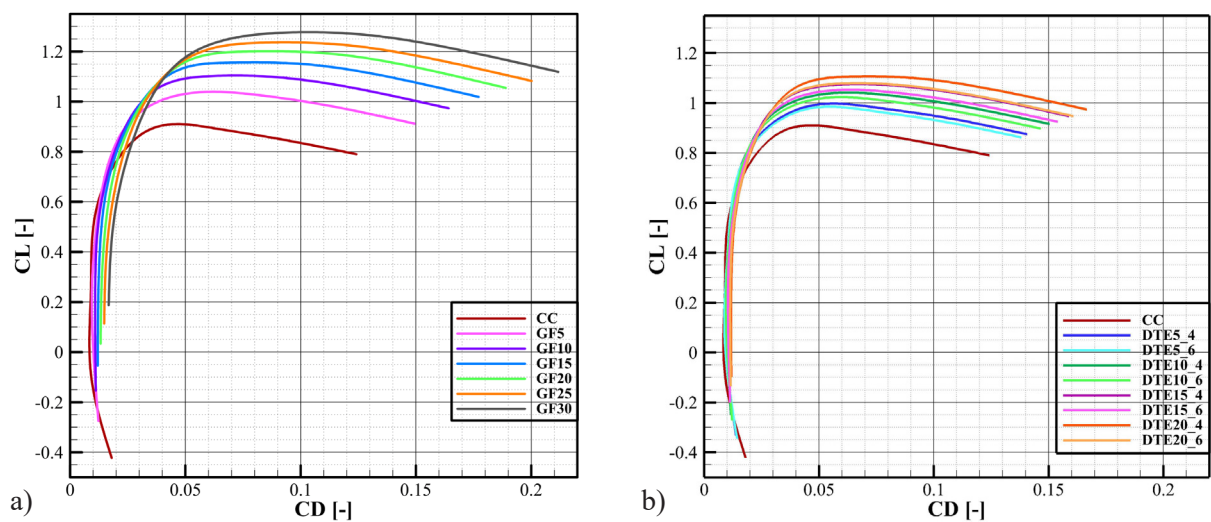 1.2
1
0.8
0.6
0.4
0.2
0
-0.2
-0.4
CL [-]
CC
GF5
GF10
GF15
GF20
GF25
GF30
0
0.05
0.1
0.15
0.2
CD [-]
a)
1.2
1
0.8
0.6
0.4
0.2
0
-0.2
-0.4
CL [-]
CC
DTE5_4
DTE5_6
DTE10_4
DTE10_6
DTE15_4
DTE15_6
DTE20_4
DTE20_6
0
0.05
0.1
0.15
0.2
CD [-]
b)